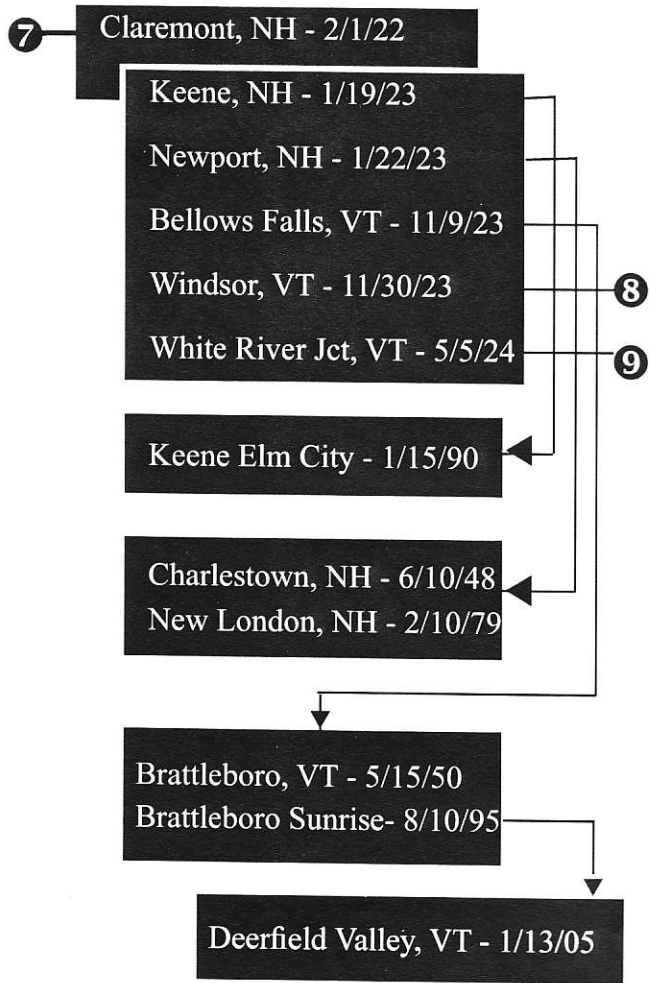 7
Claremont, NH - 2/1/22
Keene, NH - 1/19/23
Newport, NH - 1/22/23
Bellows Falls, VT - 11/9/23
Windsor, VT - 11/30/23
8
White River Jct, VT - 5/5/24
9
Keene Elm City - 1/15/90
Charlestown, NH - 6/10/48
New London, NH - 2/10/79
Brattleboro, VT - 5/15/50
Brattleboro Sunrise- 8/10/95
Deerfield Valley, VT - 1/13/05